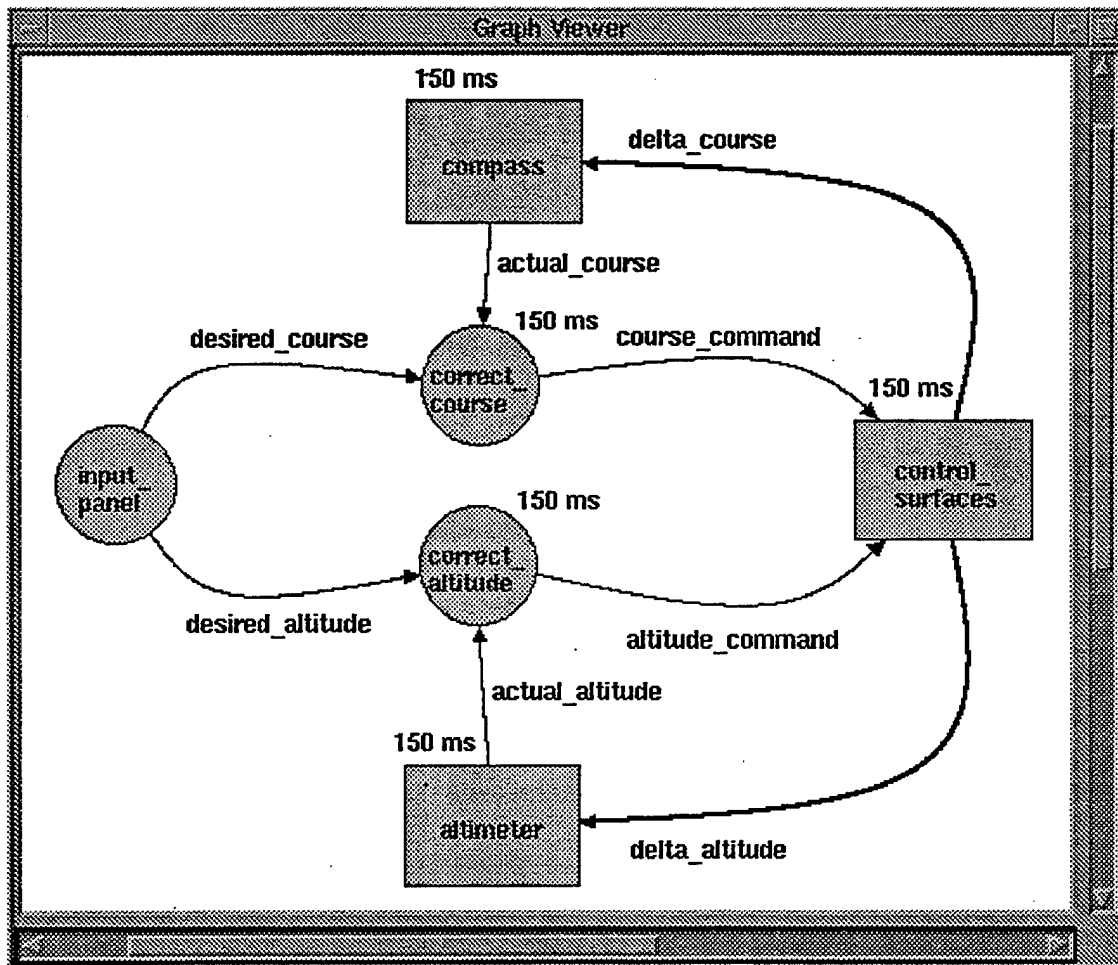 Graph Viewer
150 ms
compass
delta_course
actual_course
150 ms
desired_course
course_command
correct_
course
150 ms
input_
panel
control_
surfaces
150 ms
correct_
altitude
desired_altitude
altitude_command
actual_altitude
150 ms
altimeter
delta_altitude